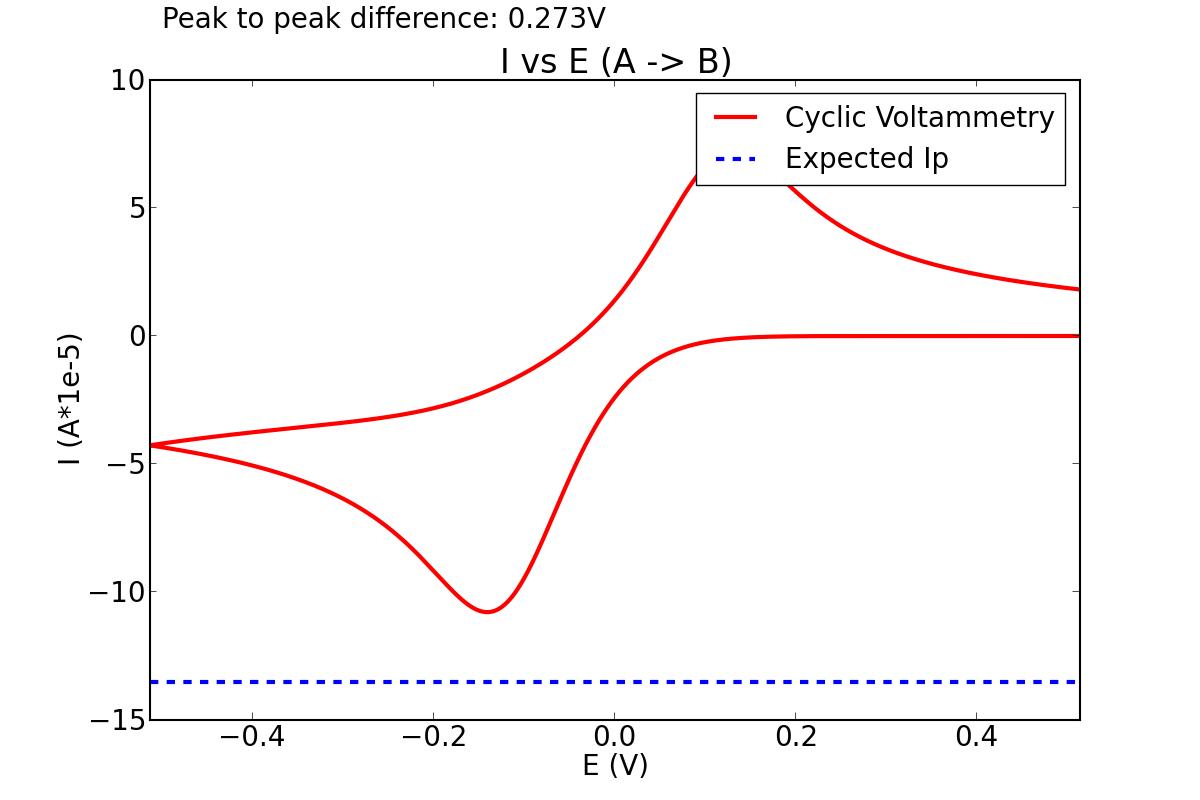 Peak to peak difference: 0.273V
I vs E (A -> B)
Cyclic Voltammetry
Expected Ip
10
5
0
−5
−10
−15
I (A*1e-5)
−0.4
−0.2
0.0
0.2
0.4
E (V)